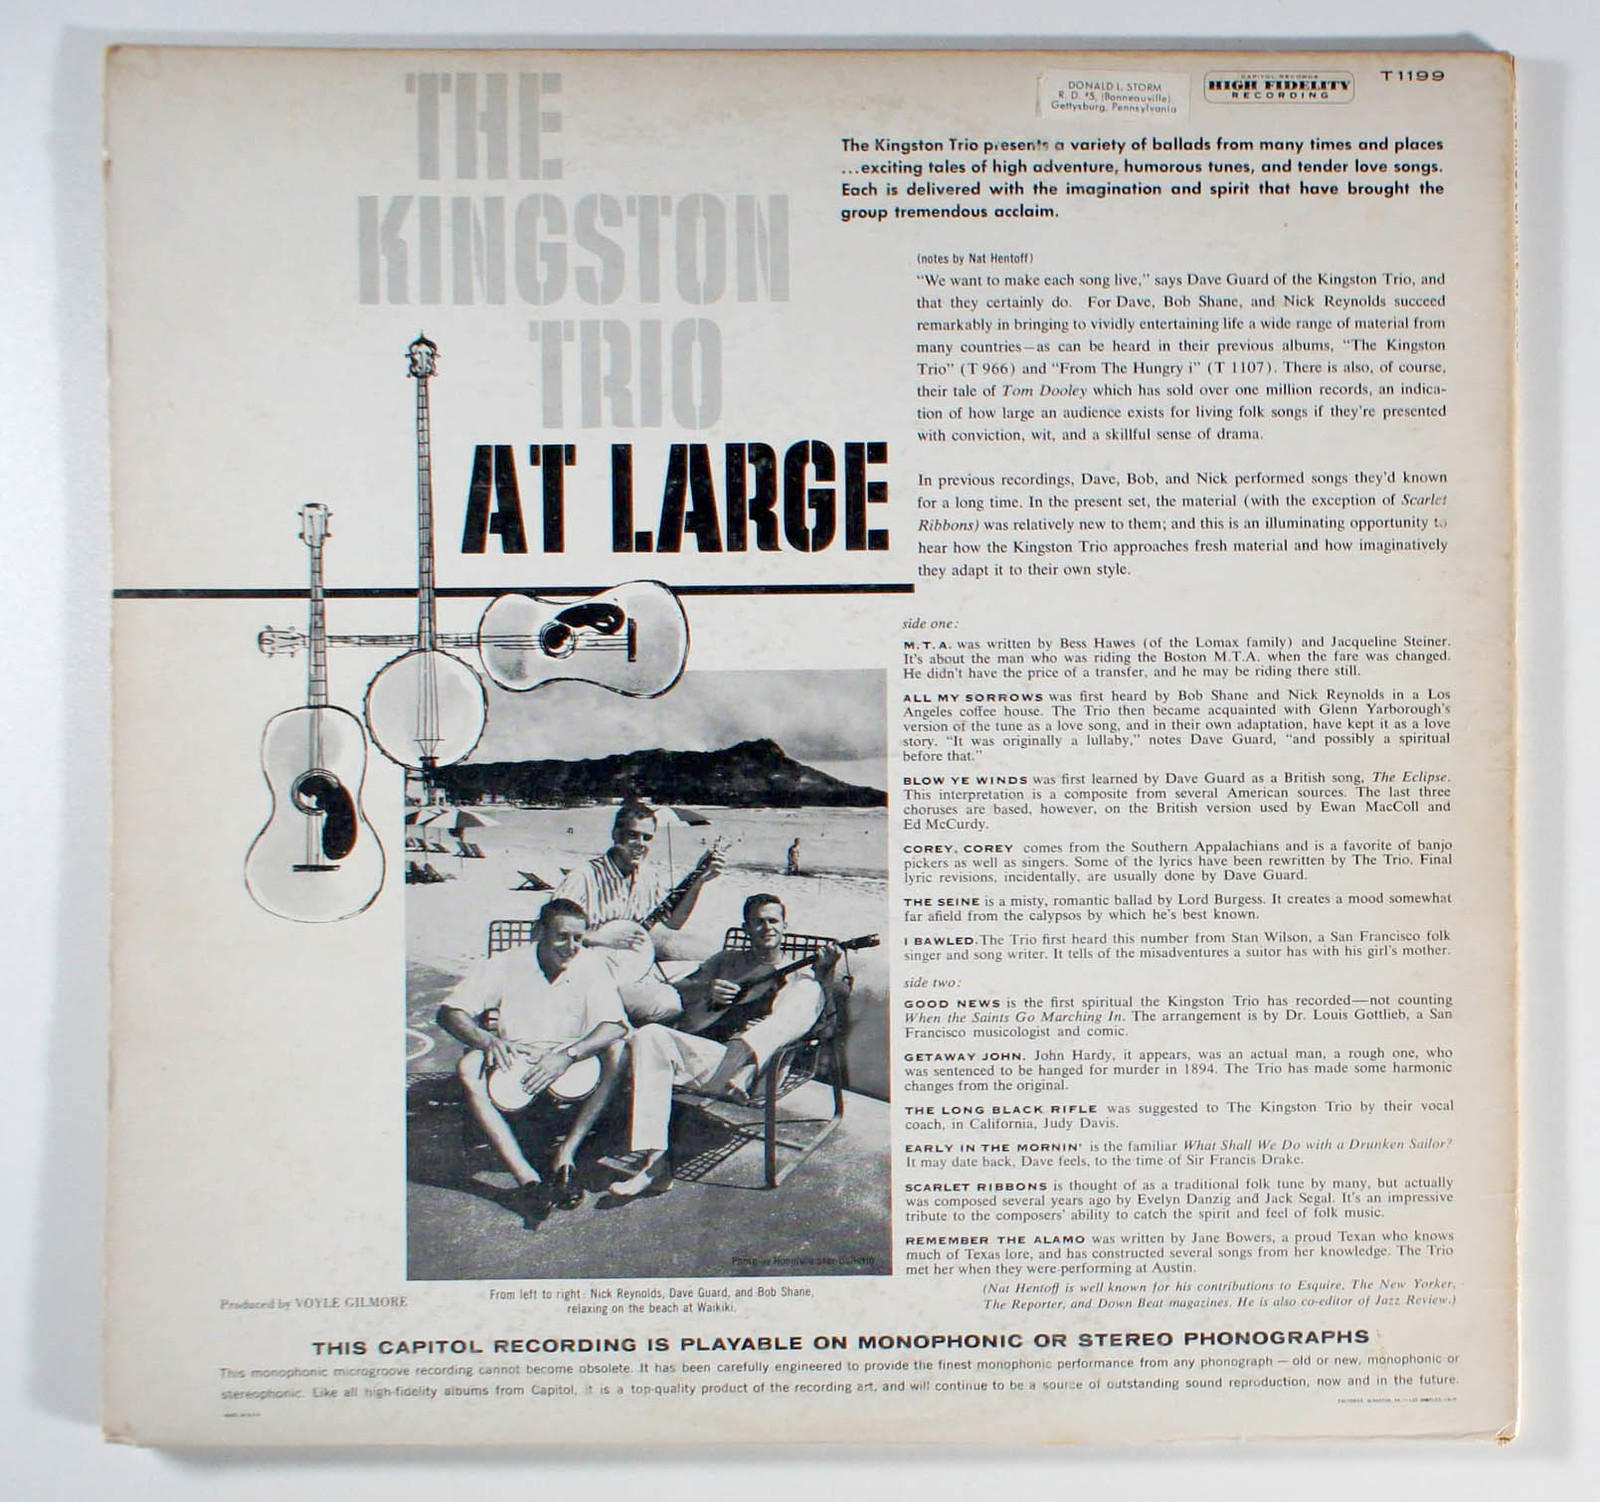 THE
KINGSTON
TRIO
AT LARGE
DONALD L. STORM
R. D. #5, (Bonneauville)
Gettysburg, Pennsylvania
CAPITOL RECORDS
HIGH FIDELITY
RECORDING
T1199
The Kingston Trio presents a variety of ballads from many times and places
...exciting tales of high adventure, humorous tunes, and tender love songs.
Each is delivered with the imagination and spirit that have brought the
group tremendous acclaim.
(notes by Nat Hentoff)
"We want to make each song live," says Dave Guard of the Kingston Trio, and
that they certainly do. For Dave, Bob Shane, and Nick Reynolds succeed
remarkably in bringing to vividly entertaining life a wide range of material from
many countries—as can be heard in their previous albums, "The Kingston
Trio" (T 966) and "From The Hungry i" (T 1107). There is also, of course,
their tale of Tom Dooley which has sold over one million records, an indica-
tion of how large an audience exists for living folk songs if they're presented
with conviction, wit, and a skillful sense of drama.
In previous recordings, Dave, Bob, and Nick performed songs they'd known
for a long time. In the present set, the material (with the exception of Scarlet
Ribbons) was relatively new to them; and this is an illuminating opportunity to
hear how the Kingston Trio approaches fresh material and how imaginatively
they adapt it to their own style.
side one:
M.T.A. was written by Bess Hawes (of the Lomax family) and Jacqueline Steiner.
It's about the man who was riding the Boston M.T.A. when the fare was changed.
He didn't have the price of a transfer, and he may be riding there still.
ALL MY SORROWS was first heard by Bob Shane and Nick Reynolds in a Los
Angeles coffee house. The Trio then became acquainted with Glenn Yarborough's
version of the tune as a love song, and in their own adaptation, have kept it as a love
story. "It was originally a lullaby," notes Dave Guard, "and possibly a spiritual
before that."
BLOW YE WINDS was first learned by Dave Guard as a British song, The Eclipse.
This interpretation is a composite from several American sources. The last three
choruses are based, however, on the British version used by Ewan MacColl and
Ed McCurdy.
COREY, COREY comes from the Southern Appalachians and is a favorite of banjo
pickers as well as singers. Some of the lyrics have been rewritten by The Trio. Final
lyric revisions, incidentally, are usually done by Dave Guard.
THE SEINE is a misty, romantic ballad by Lord Burgess. It creates a mood somewhat
far afield from the calypsos by which he's best known.
I BAWLED. The Trio first heard this number from Stan Wilson, a San Francisco folk
singer and song writer. It tells of the misadventures a suitor has with his girl's mother.
side two:
GOOD NEWS is the first spiritual the Kingston Trio has recorded—not counting
When the Saints Go Marching In. The arrangement is by Dr. Louis Gottlieb, a San
Francisco musicologist and comic.
GETAWAY JOHN. John Hardy, it appears, was an actual man, a rough one, who
was sentenced to be hanged for murder in 1894. The Trio has made some harmonic
changes from the original.
THE LONG BLACK RIFLE was suggested to The Kingston Trio by their vocal
coach, in California, Judy Davis.
EARLY IN THE MORNIN' is the familiar What Shall We Do with a Drunken Sailor?
It may date back, Dave feels, to the time of Sir Francis Drake.
SCARLET RIBBONS is thought of as a traditional folk tune by many, but actually
was composed several years ago by Evelyn Danzig and Jack Segal. It's an impressive
tribute to the composers' ability to catch the spirit and feel of folk music.
REMEMBER THE ALAMO was written by Jane Bowers, a proud Texan who knows
much of Texas lore, and has constructed several songs from her knowledge. The Trio
met her when they were performing at Austin.
(Nat Hentoff is well known for his contributions to Esquire, The New Yorker,
The Reporter, and Down Beat magazines. He is also co-editor of Jazz Review.)
Photo — Honolulu Star-Bulletin
From left to right: Nick Reynolds, Dave Guard, and Bob Shane,
relaxing on the beach at Waikiki.
Produced by VOYLE GILMORE
THIS CAPITOL RECORDING IS PLAYABLE ON MONOPHONIC OR STEREO PHONOGRAPHS
This monophonic microgroove recording cannot become obsolete. It has been carefully engineered to provide the finest monophonic performance from any phonograph — old or new, monophonic or
stereophonic. Like all high-fidelity albums from Capitol, it is a top-quality product of the recording art, and will continue to be a source of outstanding sound reproduction, now and in the future.